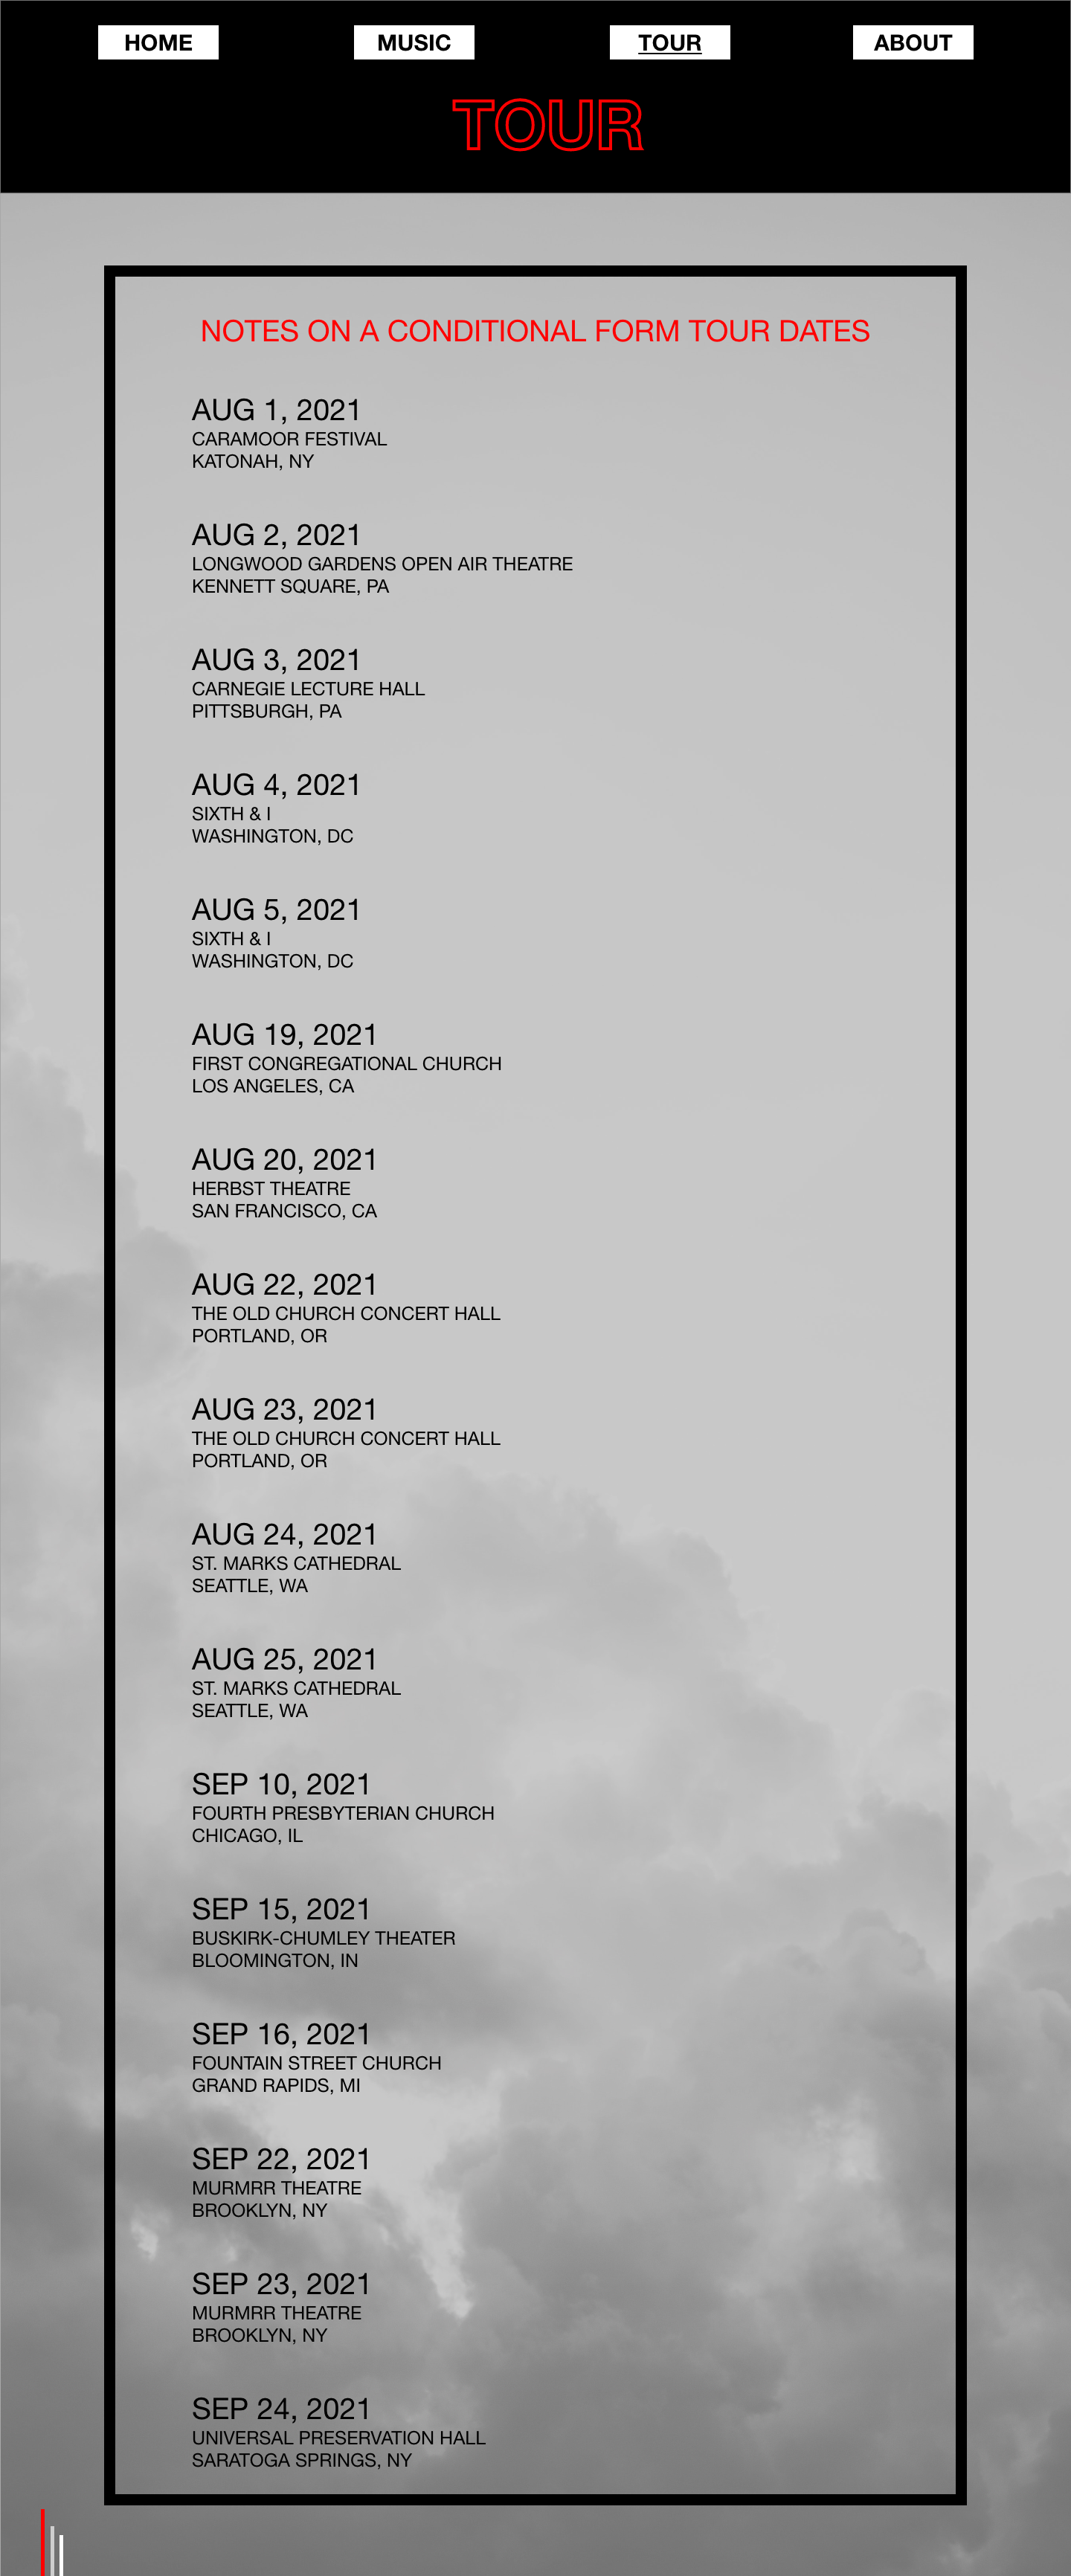 HOME
MUSIC
TOUR
ABOUT
TOUR
NOTES ON A CONDITIONAL FORM TOUR DATES
AUG 1, 2021
CARAMOOR FESTIVAL
KATONAH, NY
AUG 2, 2021
LONGWOOD GARDENS OPEN AIR THEATRE
KENNETT SQUARE, PA
AUG 3, 2021
CARNEGIE LECTURE HALL
PITTSBURGH, PA
AUG 4, 2021
SIXTH & I
WASHINGTON, DC
AUG 5, 2021
SIXTH & I
WASHINGTON, DC
AUG 19, 2021
FIRST CONGREGATIONAL CHURCH
LOS ANGELES, CA
AUG 20, 2021
HERBST THEATRE
SAN FRANCISCO, CA
AUG 22, 2021
THE OLD CHURCH CONCERT HALL
PORTLAND, OR
AUG 23, 2021
THE OLD CHURCH CONCERT HALL
PORTLAND, OR
AUG 24, 2021
ST. MARKS CATHEDRAL
SEATTLE, WA
AUG 25, 2021
ST. MARKS CATHEDRAL
SEATTLE, WA
SEP 10, 2021
FOURTH PRESBYTERIAN CHURCH
CHICAGO, IL
SEP 15, 2021
BUSKIRK-CHUMLEY THEATER
BLOOMINGTON, IN
SEP 16, 2021
FOUNTAIN STREET CHURCH
GRAND RAPIDS, MI
SEP 22, 2021
MURMRR THEATRE
BROOKLYN, NY
SEP 23, 2021
MURMRR THEATRE
BROOKLYN, NY
SEP 24, 2021
UNIVERSAL PRESERVATION HALL
SARATOGA SPRINGS, NY